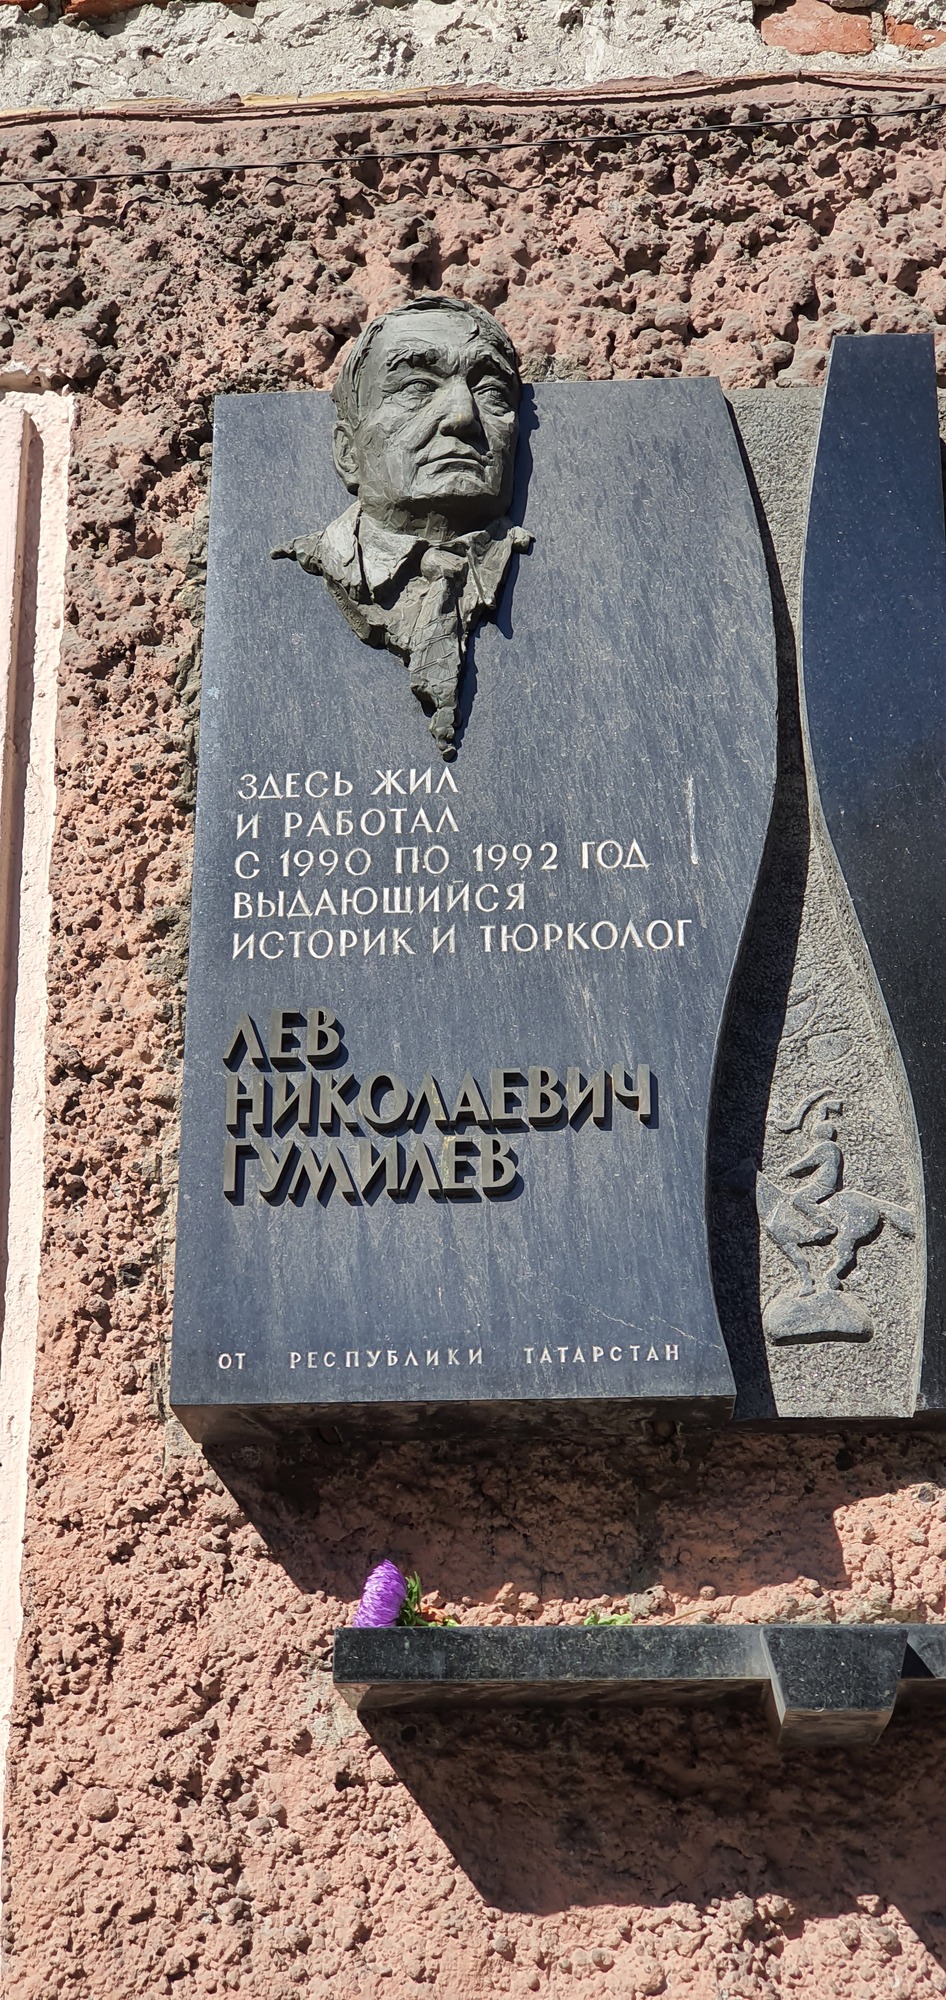 ЗДЕСЬ ЖИЛ
И РАБОТАЛ
С 1990 ПО 1992 ГОД
ВЫДАЮЩИЙСЯ
ИСТОРИК И ТЮРКОЛОГ
ЛЕВ
НИКОЛАЕВИЧ
ГУМИЛЕВ
ОТ РЕСПУБЛИКИ ТАТАРСТАН